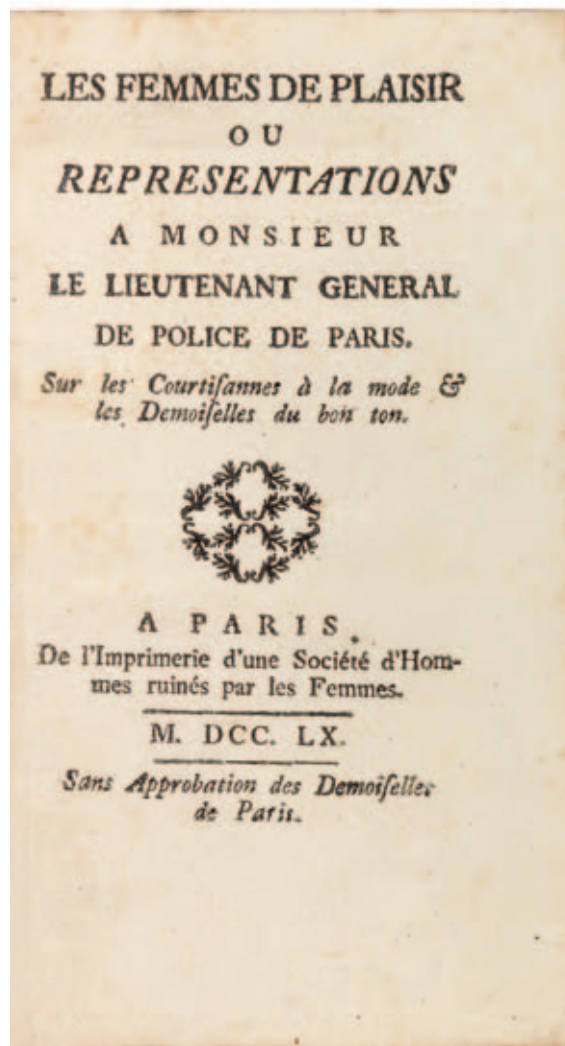 LES FEMMES DE PLAISIR
OU
REPRESENTATIONS
A MONSIEUR
LE LIEUTENANT GENERAL
DE POLICE DE PARIS.
Sur les Courtiſannes à la mode &
les Demoiſelles du bon ton.
A PARIS.
De l'Imprimerie d'une Société d'Hom-
mes ruinés par les Femmes.
M. DCC. LX.
Sans Approbation des Demoiſelles
de Paris.